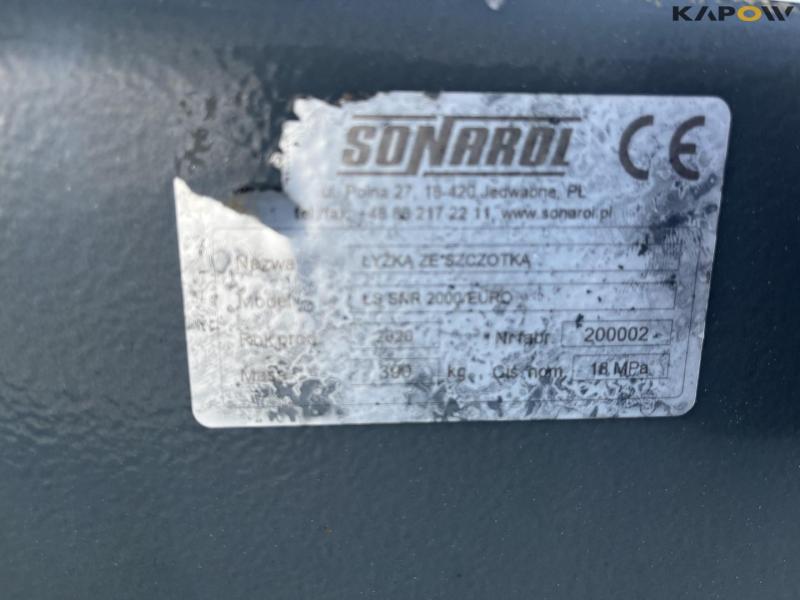 KAPOW
SONAROL CE
ul. Polna 27, 18-420 Jedwabne, PL
tel/fax. +48 86 217 22 11, www.sonarol.pl
Nazwa ŁYŻKA ZE SZCZOTKĄ
Model ŁS SNR 2000/EURO
Rok prod. 2020 Nr fabr. 200002
Masa 390 kg Ciś. nom. 18 MPa